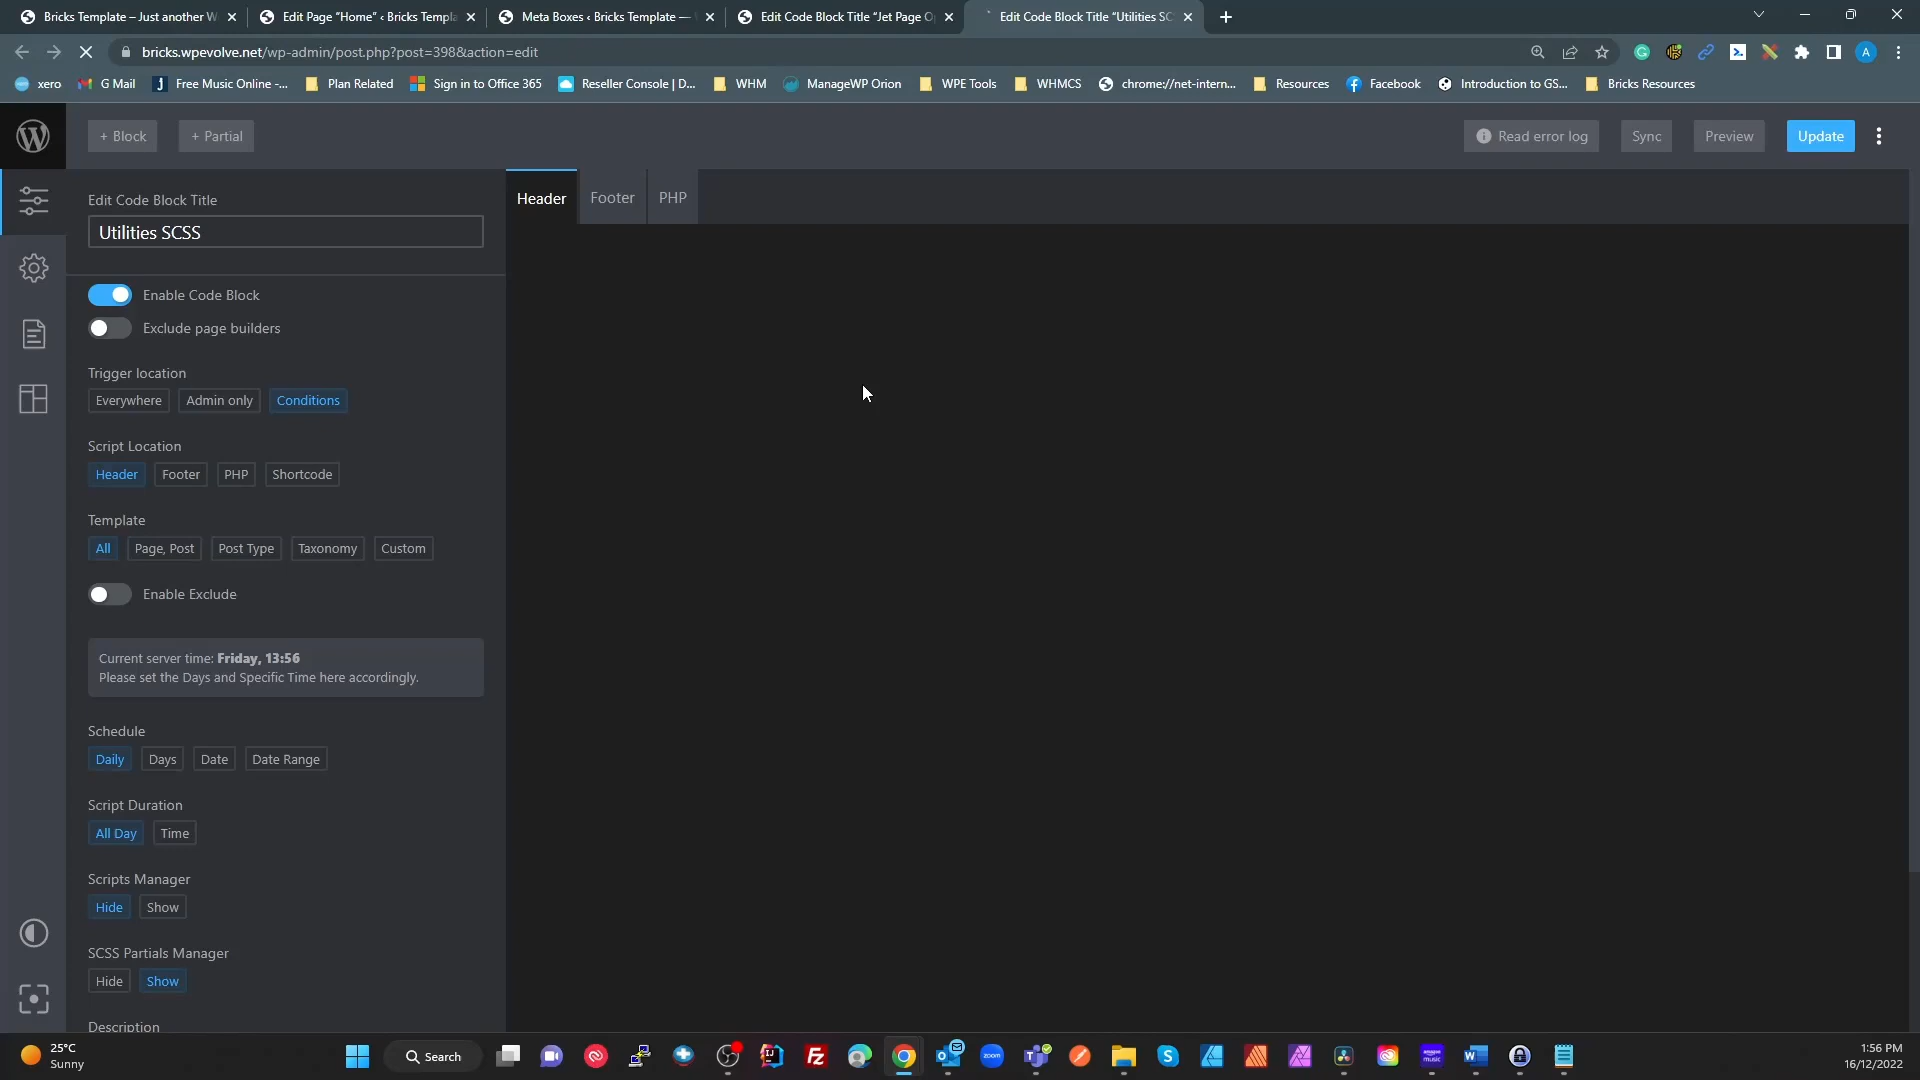 Bricks Template – Just another W
Edit Page “Home” ‹ Bricks Templa
Meta Boxes ‹ Bricks Template —
Edit Code Block Title “Jet Page O
Edit Code Block Title “Utilities SC
bricks.wpevolve.net/wp-admin/post.php?post=398&action=edit
A
xero
G Mail
Free Music Online -...
Plan Related
Sign in to Office 365
Reseller Console | D...
WHM
ManageWP Orion
WPE Tools
WHMCS
chrome://net-intern...
Resources
Facebook
Introduction to GS...
Bricks Resources
+ Block
+ Partial
Read error log
Sync
Preview
Update
Header
Footer
PHP
Edit Code Block Title
Utilities SCSS
Enable Code Block
Exclude page builders
Trigger location
Everywhere
Admin only
Conditions
Script Location
Header
Footer
PHP
Shortcode
Template
All
Page, Post
Post Type
Taxonomy
Custom
Enable Exclude
Current server time: Friday, 13:56
Please set the Days and Specific Time here accordingly.
Schedule
Daily
Days
Date
Date Range
Script Duration
All Day
Time
Scripts Manager
Hide
Show
SCSS Partials Manager
Hide
Show
Description
25°C
Sunny
Search
zoom
1:56 PM
16/12/2022